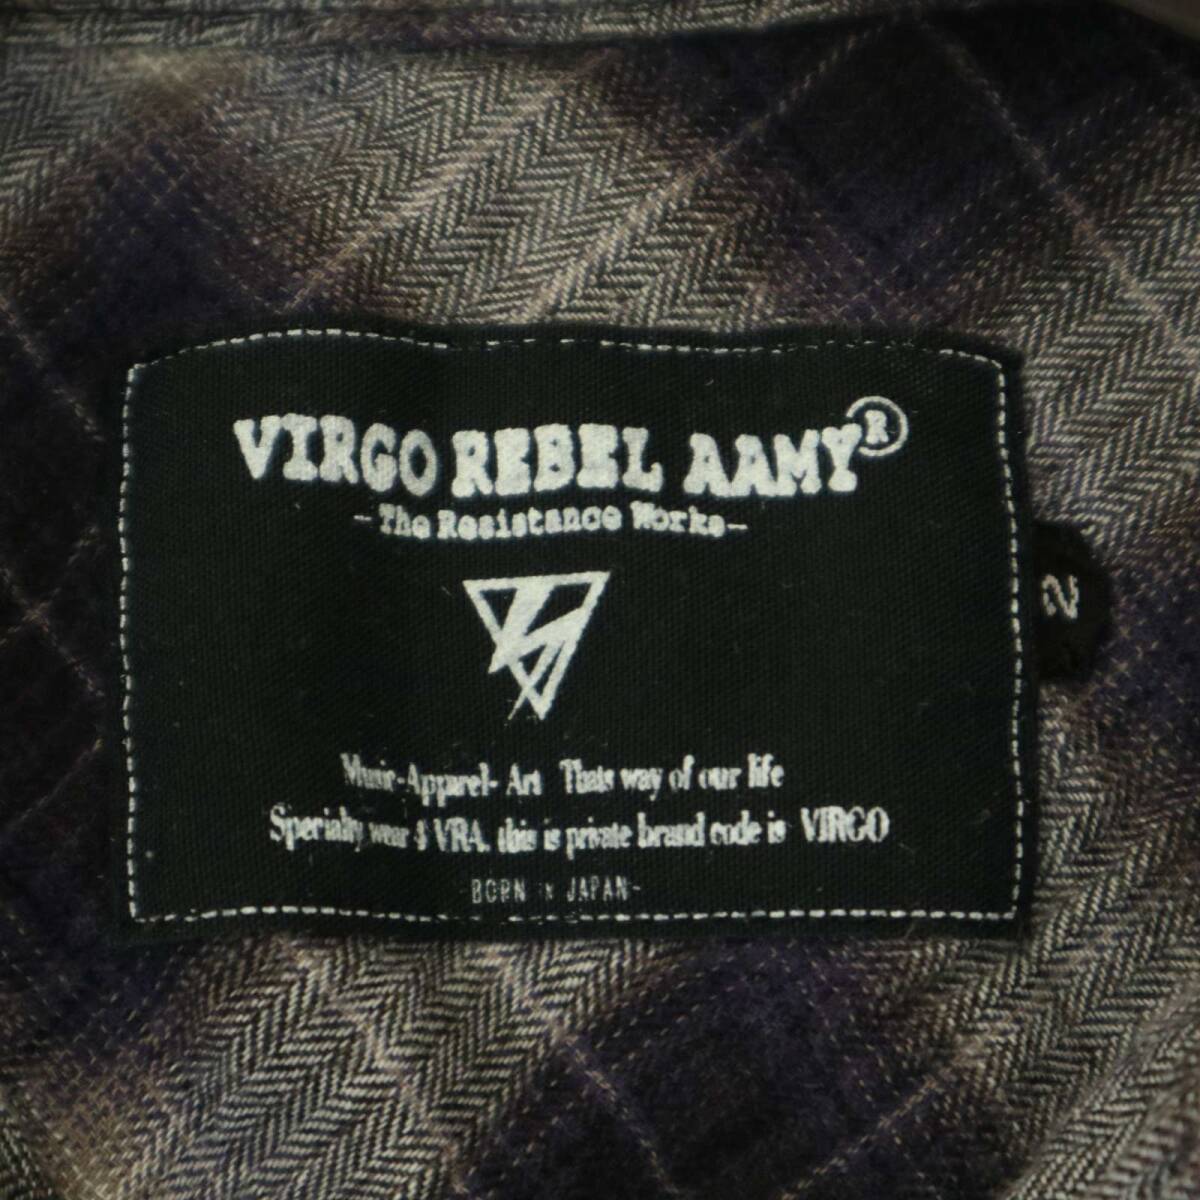 VIRGO REBEL AAMY®
-The Resistance Works-
Music-Apparel- Art Thats way of our life
Specialty wear 4 VRA. this is private brand code is VIRGO
-BORN IN JAPAN-
2